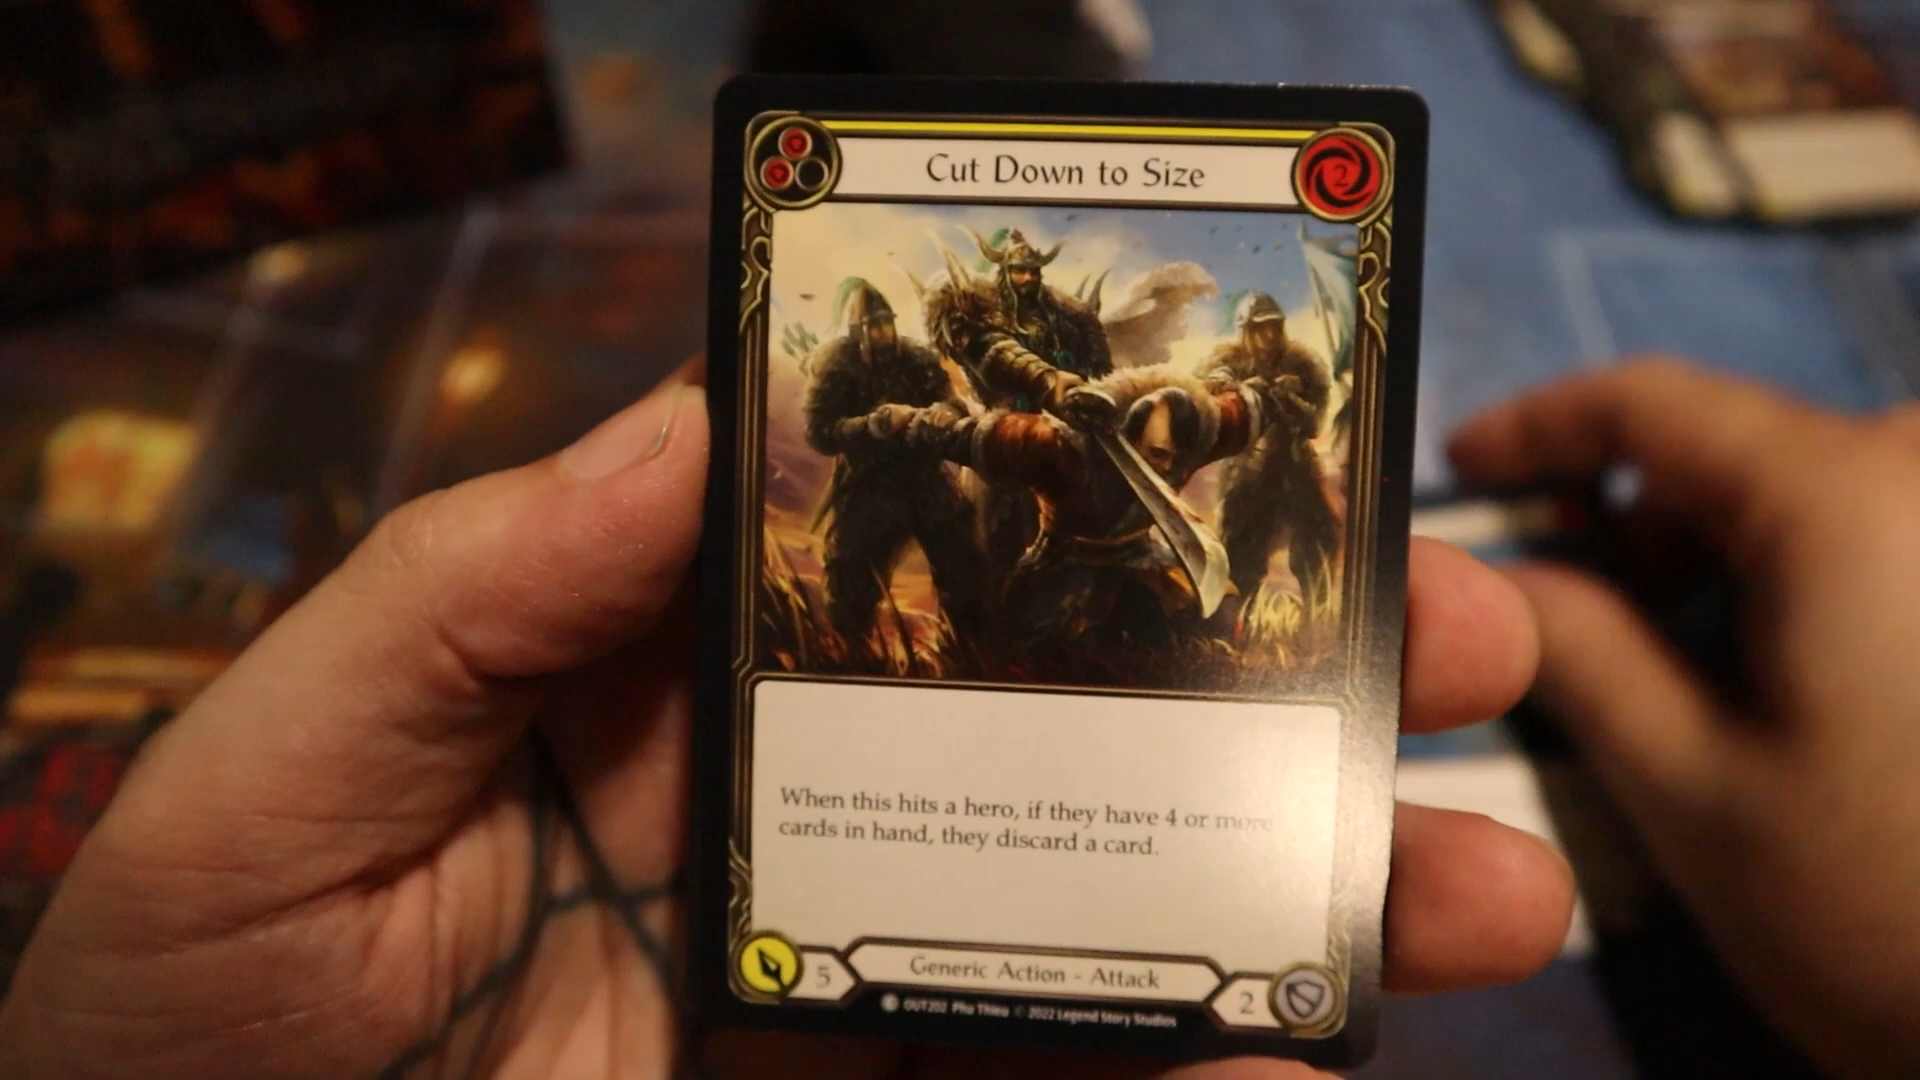 Cut Down to Size
2
When this hits a hero, if they have 4 or more
cards in hand, they discard a card.
5
Generic Action - Attack
2
OUT202 Phu Thieu © 2022 Legend Story Studios